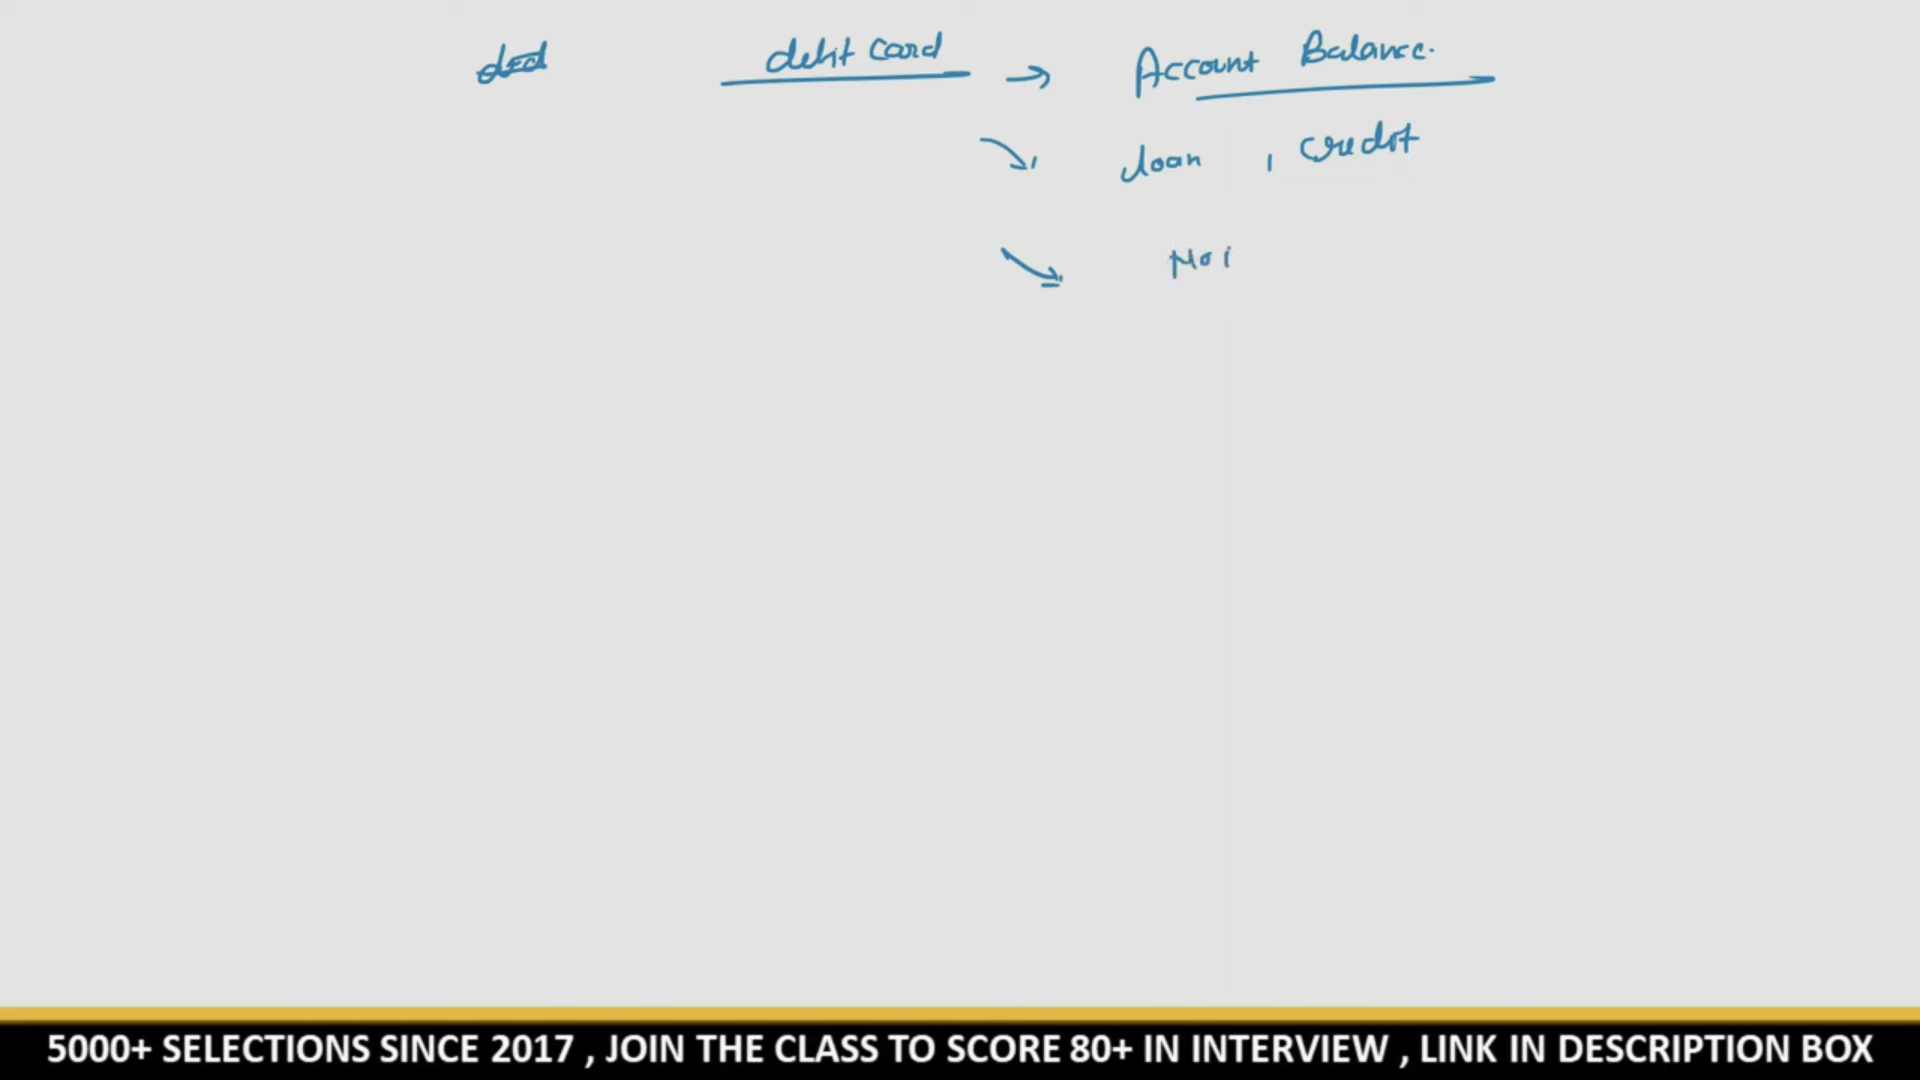 debit card → Account Balance.
loan , credit
5000+ SELECTIONS SINCE 2017 , JOIN THE CLASS TO SCORE 80+ IN INTERVIEW , LINK IN DESCRIPTION BOX